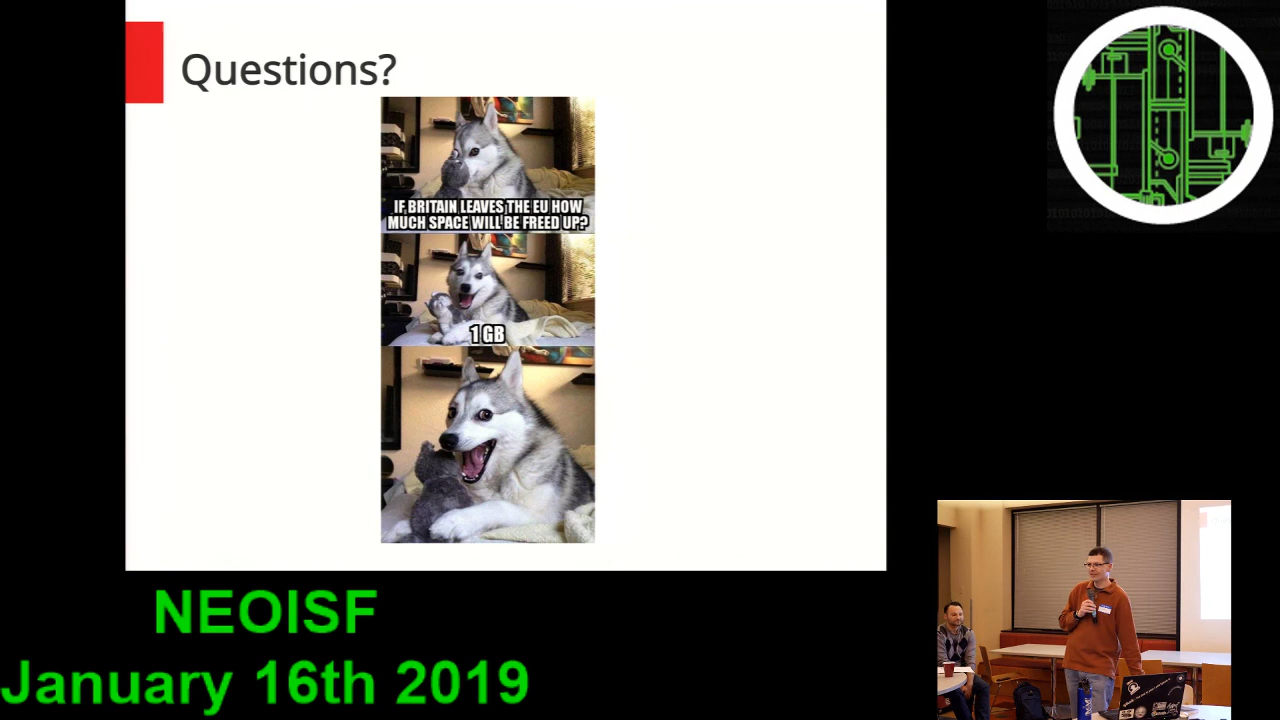 Questions?
IF BRITAIN LEAVES THE EU HOW
MUCH SPACE WILL BE FREED UP?
1 GB
NEOISF
January 16th 2019